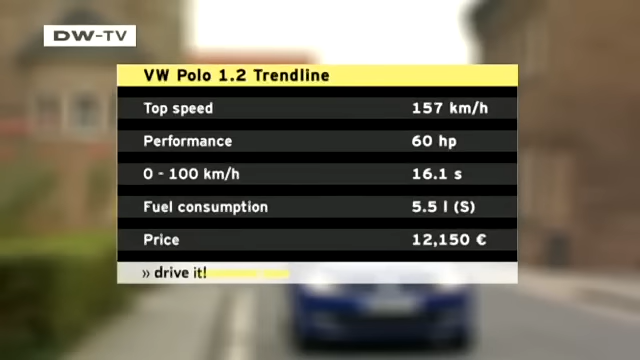 DW-TV
VW Polo 1.2 Trendline
Top speed 157 km/h
Performance 60 hp
0 - 100 km/h 16.1 s
Fuel consumption 5.5 l (S)
Price 12,150 €
» drive it!